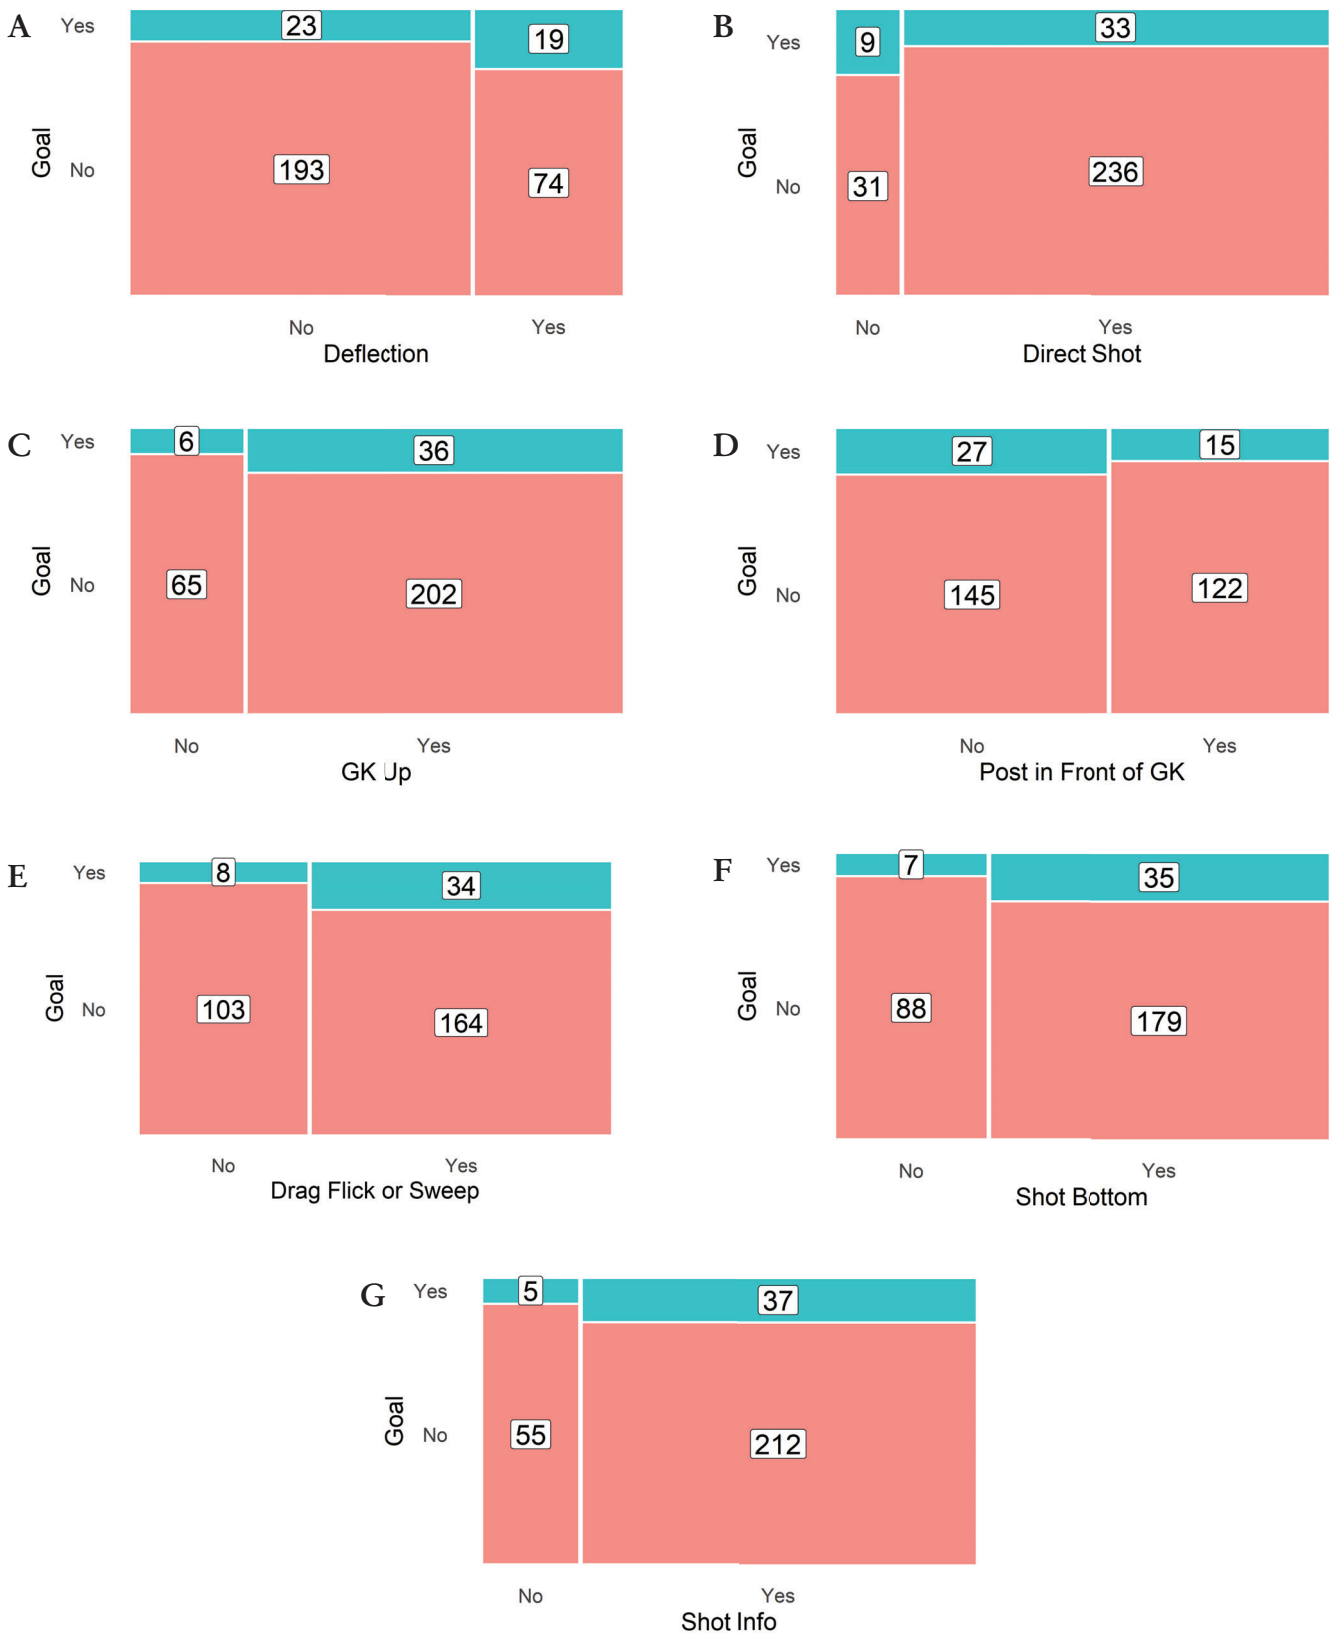 A
Yes
23
19
Goal
No
193
74
No
Yes
Deflection
B
Yes
9
33
Goal
No
31
236
No
Yes
Direct Shot
C
Yes
6
36
Goal
No
65
202
No
Yes
GK Up
D
Yes
27
15
Goal
No
145
122
No
Yes
Post in Front of GK
E
Yes
8
34
Goal
No
103
164
No
Yes
Drag Flick or Sweep
F
Yes
7
35
Goal
No
88
179
No
Yes
Shot Bottom
G
Yes
5
37
Goal
No
55
212
No
Yes
Shot Info